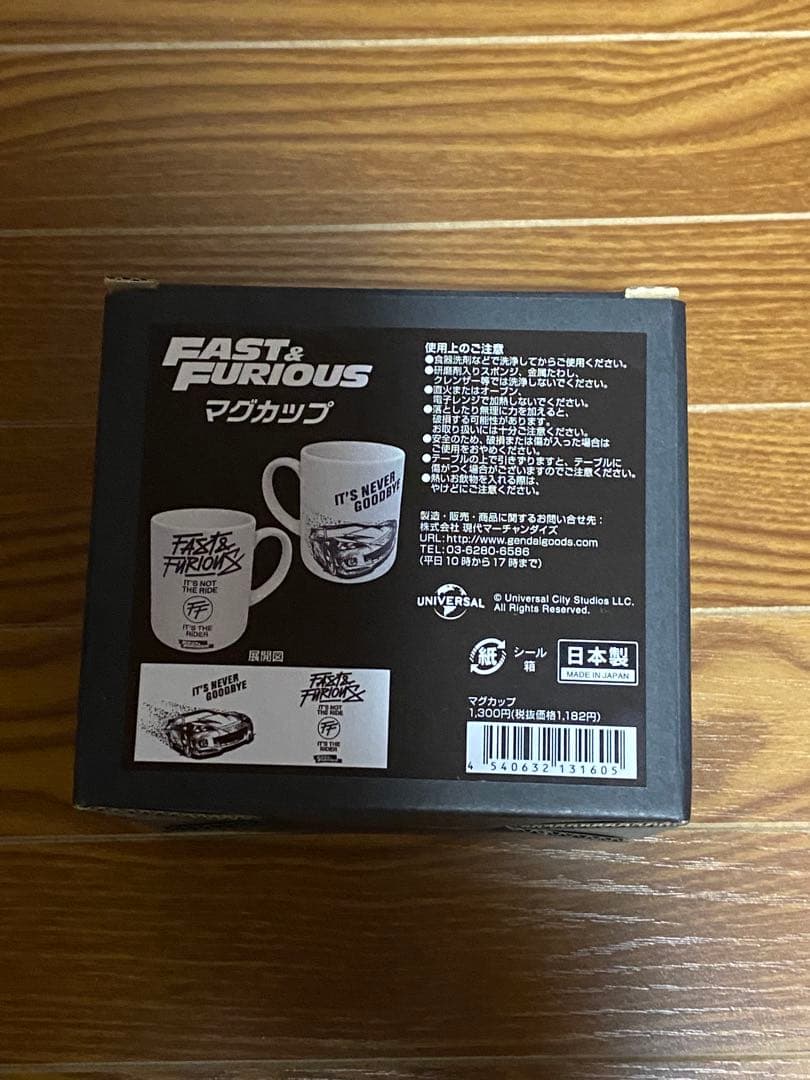 FAST &
FURIOUS
マグカップ
IT'S NEVER
GOODBYE
FAST &
FURIOUS
IT'S NOT
THE RIDE
FF
IT'S THE
RIDER
展開図
IT'S NEVER
GOODBYE
FAST &
FURIOUS
IT'S NOT
THE RIDE
FF
IT'S THE
RIDER
使用上のご注意
●食器洗剤などで洗浄してからご使用ください。
●研磨剤入りスポンジ、金属たわし、
クレンザー等では洗浄しないでください。
●直火またはオーブン、
電子レンジで加熱しないでください。
●落としたり無理に力を加えると、
破損する可能性があります。
お取り扱いには十分ご注意ください。
●安全のため、破損または傷が入った場合は
ご使用をおやめください。
●テーブルの上で引きずりますと、テーブルに
傷がつく場合がございますのでご注意ください。
●熱いお飲物を入れる際は、
やけどにご注意ください。
製造・販売・商品に関するお問い合せ先：
株式会社 現代マーチャンダイズ
URL:http://www.gendaigoods.com
TEL:03-6280-6586
(平日10時から17時まで)
UNIVERSAL
© Universal City Studios LLC.
All Rights Reserved.
紙
シール
箱
日本製
MADE IN JAPAN
マグカップ
1,300円(税抜価格1,182円)
4 540632 131605